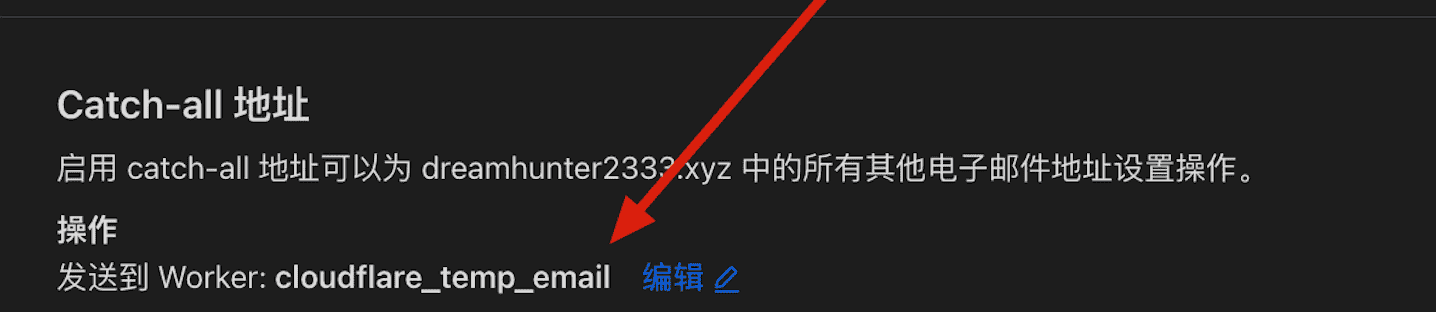 Catch-all 地址
启用 catch-all 地址可以为 dreamhunter2333.xyz 中的所有其他电子邮件地址设置操作。
操作
发送到 Worker: cloudflare_temp_email 编辑